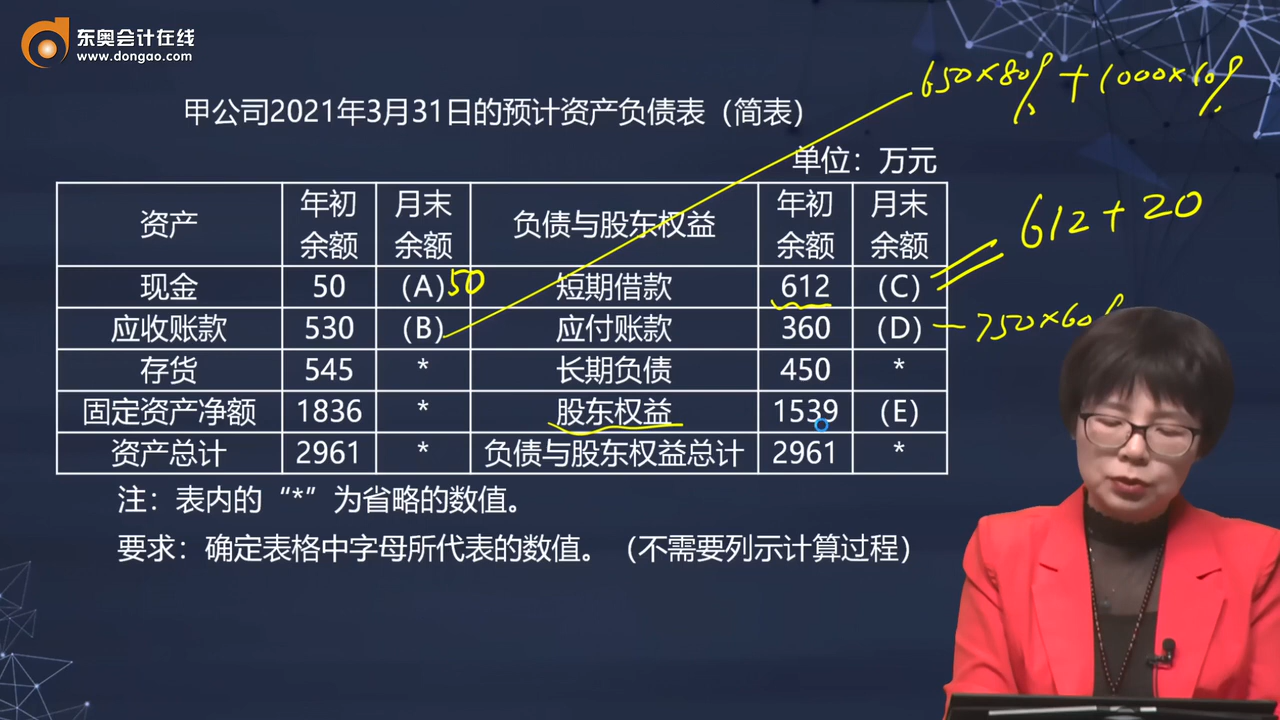 东奥会计在线
www.dongao.com
650×80%+1000×10%
甲公司2021年3月31日的预计资产负债表（简表）
单位：万元
资产 年初余额 月末余额 负债与股东权益 年初余额 月末余额
612+20
现金 50 （A）50 短期借款 612 （C）
应收账款 530 （B） 应付账款 360 （D） 750×60%
存货 545 * 长期负债 450 *
固定资产净额 1836 * 股东权益 1539 （E）
资产总计 2961 * 负债与股东权益总计 2961 *
注：表内的“*”为省略的数值。
要求：确定表格中字母所代表的数值。（不需要列示计算过程）